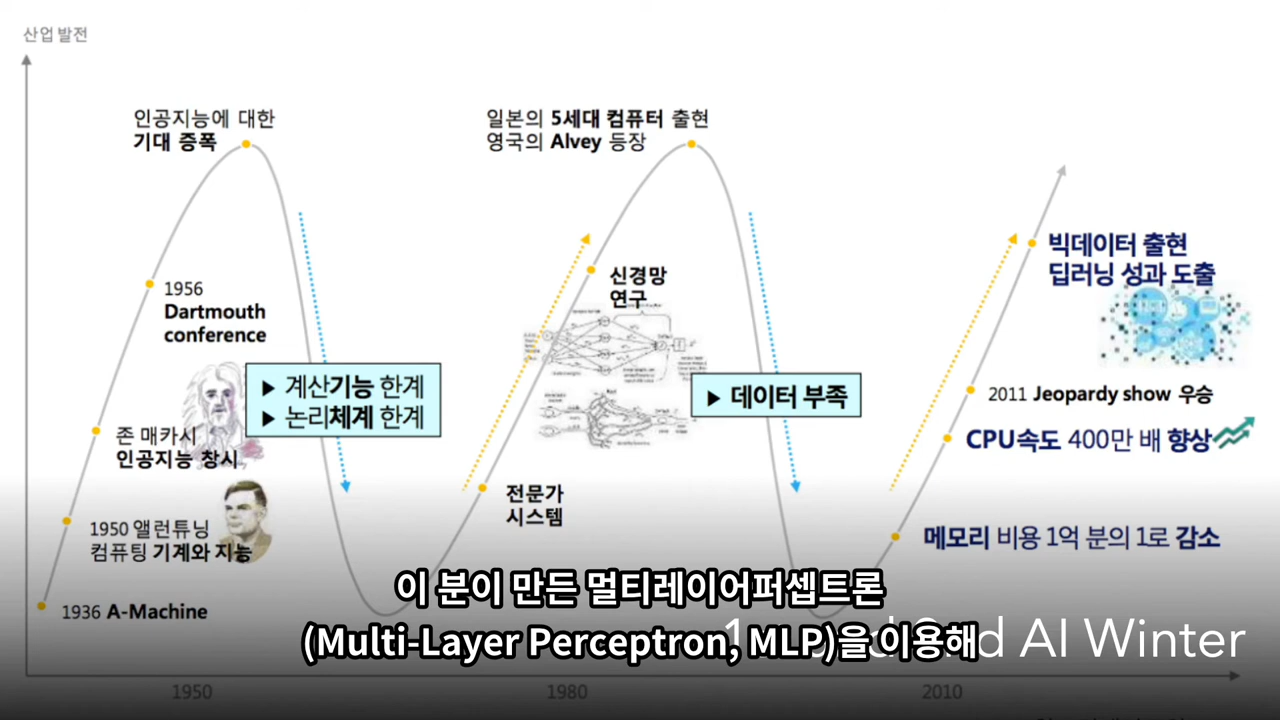 산업 발전
인공지능에 대한
기대 증폭
일본의 5세대 컴퓨터 출현
영국의 Alvey 등장
빅데이터 출현
딥러닝 성과 도출
신경망
연구
1956
Dartmouth
conference
▶ 계산기능 한계
▶ 논리체계 한계
▶ 데이터 부족
2011 Jeopardy show 우승
존 매카시
인공지능 창시
CPU속도 400만 배 향상
전문가
시스템
1950 앨런튜닝
컴퓨팅 기계와 지능
메모리 비용 1억 분의 1로 감소
1936 A-Machine
이 분이 만든 멀티레이어퍼셉트론
(Multi-Layer Perceptron, MLP)을 이용해
AI Winter
1950
1980
2010